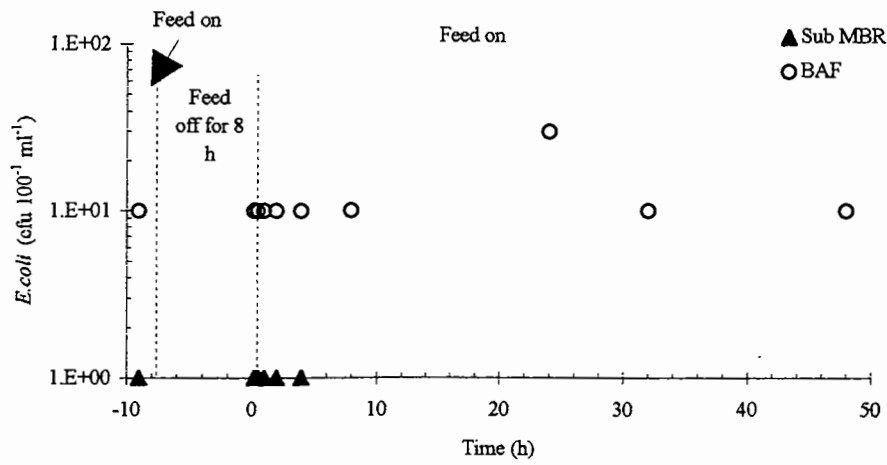 Feed on
Feed on
▲ Sub MBR
○ BAF
Feed
off for 8
h
1.E+02
1.E+01
1.E+00
E.coli (cfu 100⁻¹ ml⁻¹)
-10 0 10 20 30 40 50
Time (h)